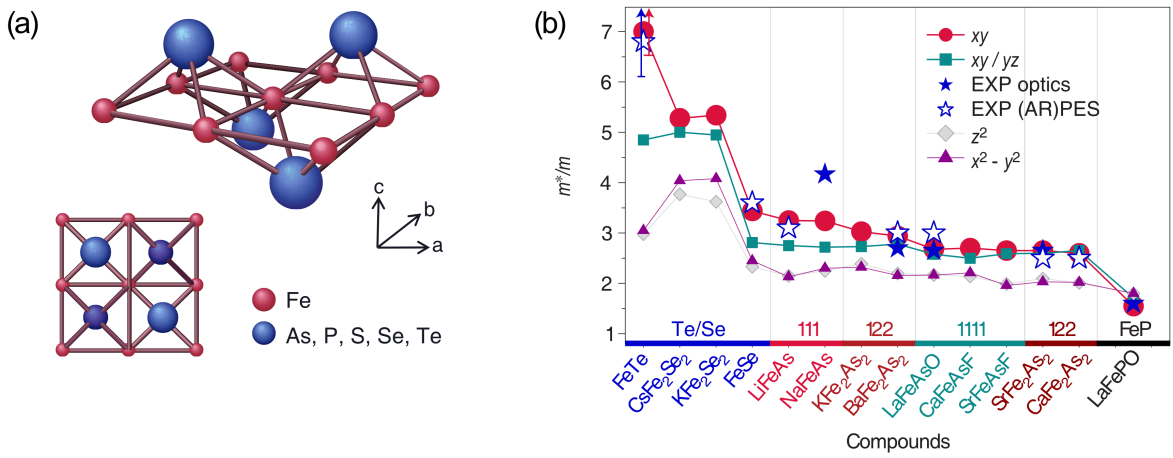 (a)
c
b
a
Fe
As, P, S, Se, Te
(b)
7
6
5
4
3
2
1
m*/m
xy
xy / yz
EXP optics
EXP (AR)PES
z²
x² - y²
Te/Se
111
122
1111
122
FeP
FeTe
CsFe₂Se₂
KFe₂Se₂
FeSe
LiFeAs
NaFeAs
KFe₂As₂
BaFe₂As₂
LaFeAsO
CaFeAsF
SrFeAsF
SrFe₂As₂
CaFe₂As₂
LaFePO
Compounds